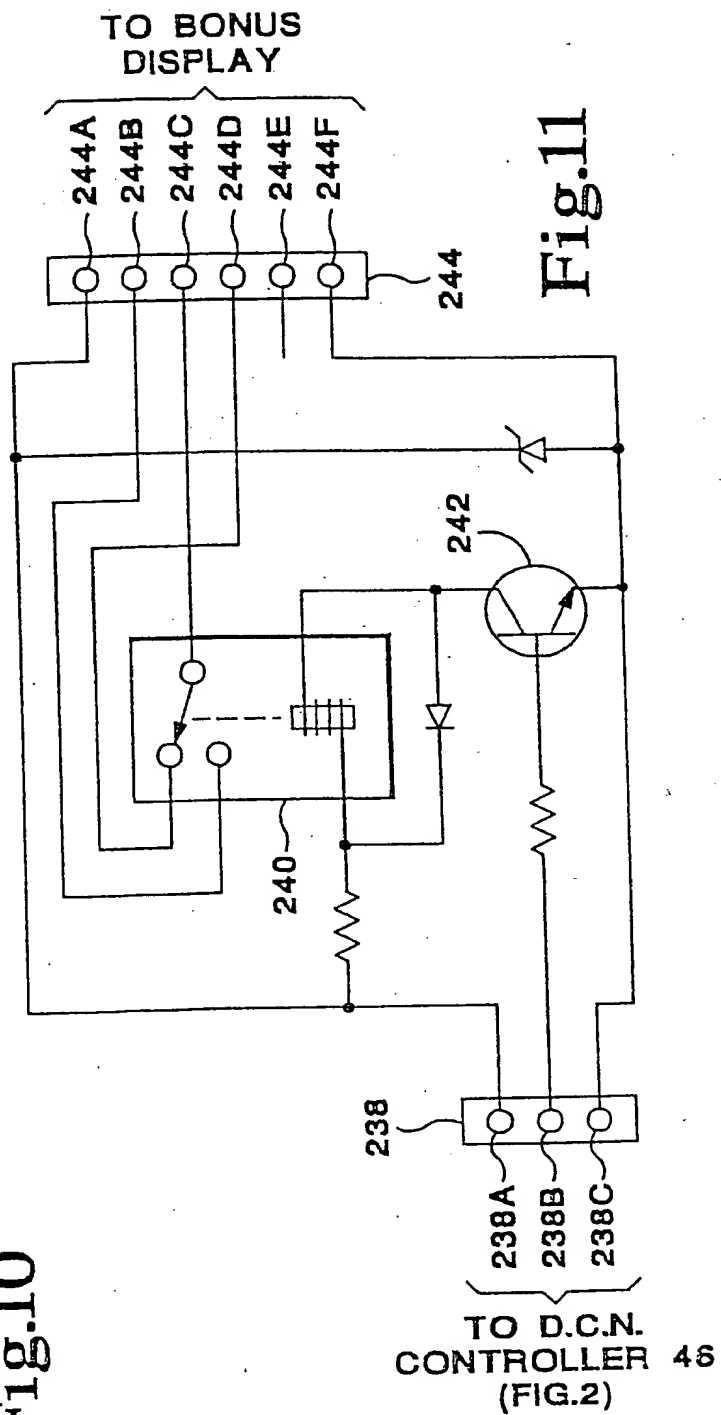 TO BONUS
DISPLAY
244A
244B
244C
244D
244E
244F
244
Fig.11
242
240
238
238A
238B
238C
TO D.C.N.
CONTROLLER 46
(FIG.2)
Fig.10